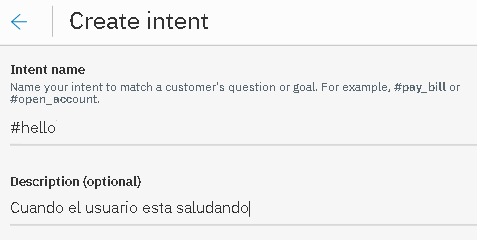 Create intent
Intent name
Name your intent to match a customer's question or goal. For example, #pay_bill or
#open_account.
#hello
Description (optional)
Cuando el usuario esta saludando